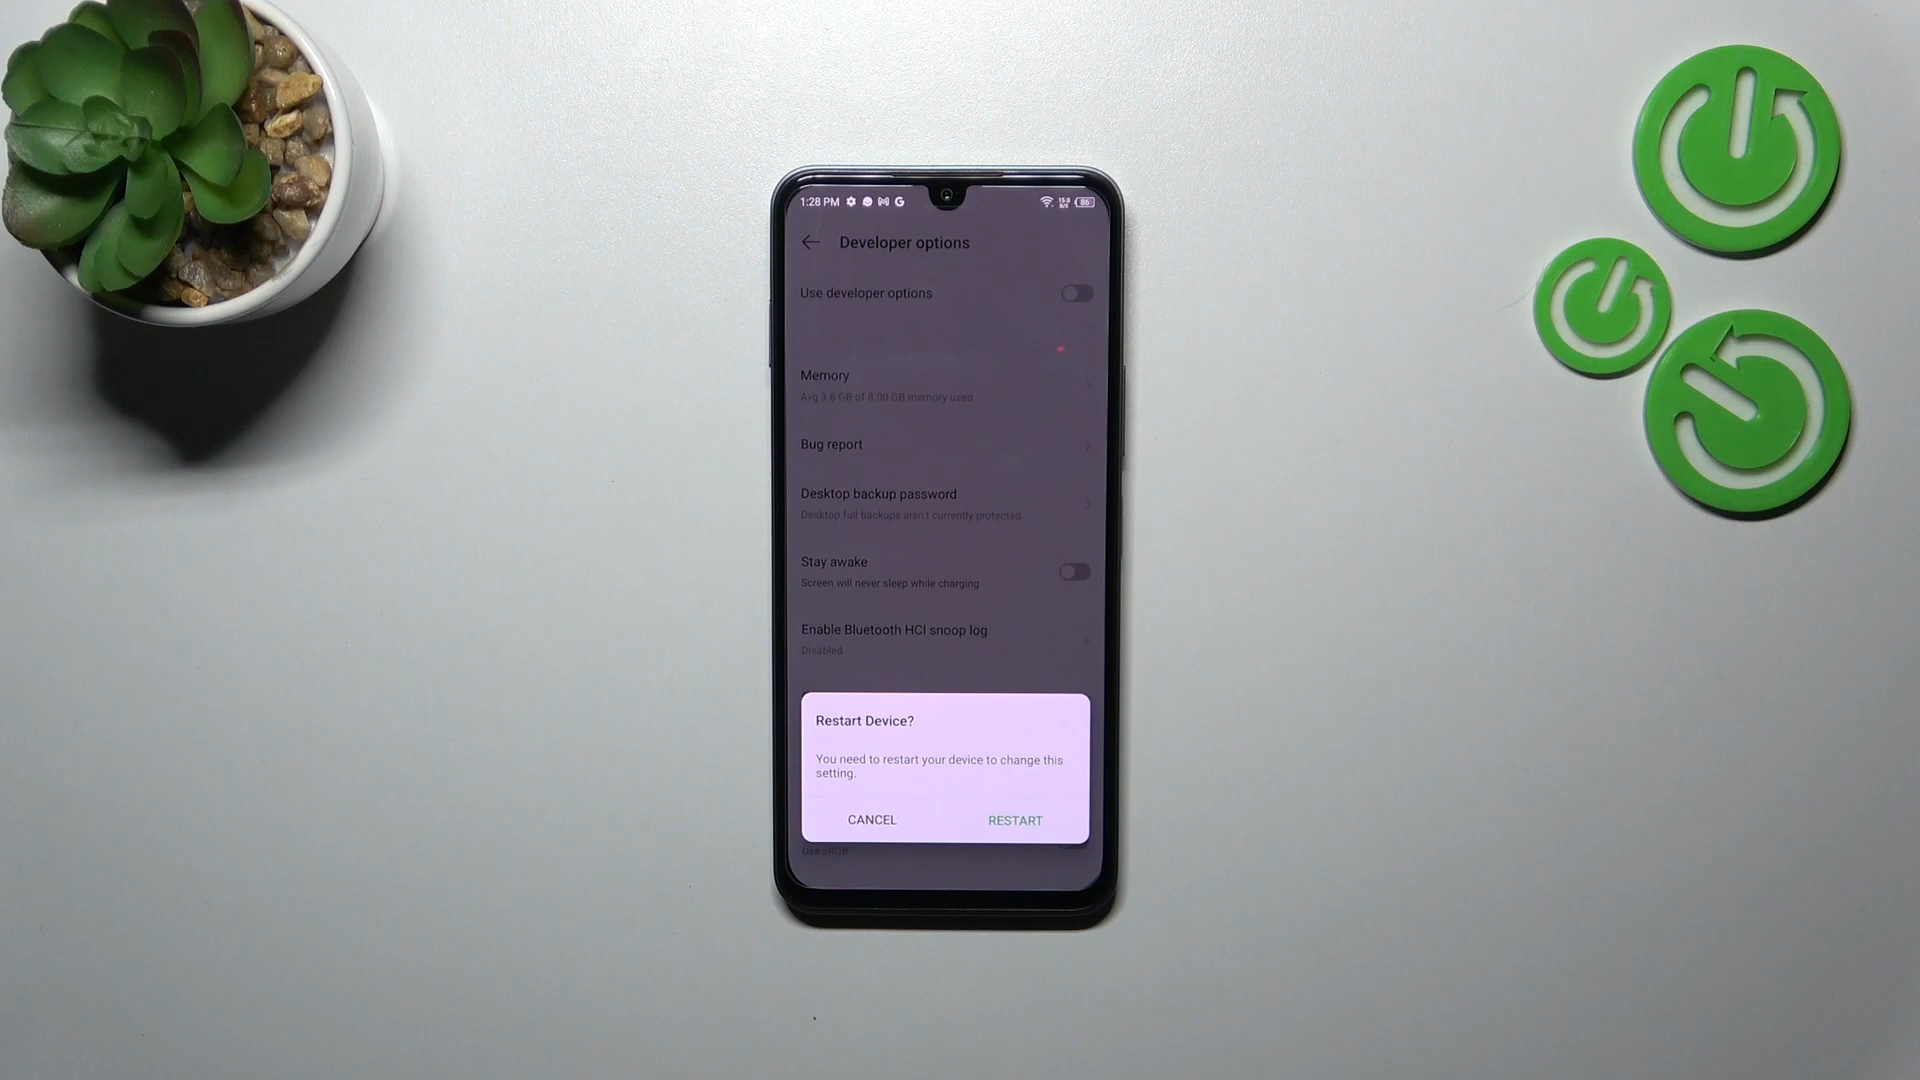 1:28 PM
86
Developer options
Use developer options
Memory
Avg 3.6 GB of 8.00 GB memory used
Bug report
Desktop backup password
Desktop full backups aren't currently protected
Stay awake
Screen will never sleep while charging
Enable Bluetooth HCI snoop log
Disabled
Restart Device?
You need to restart your device to change this
setting.
CANCEL
RESTART
Use sRGB